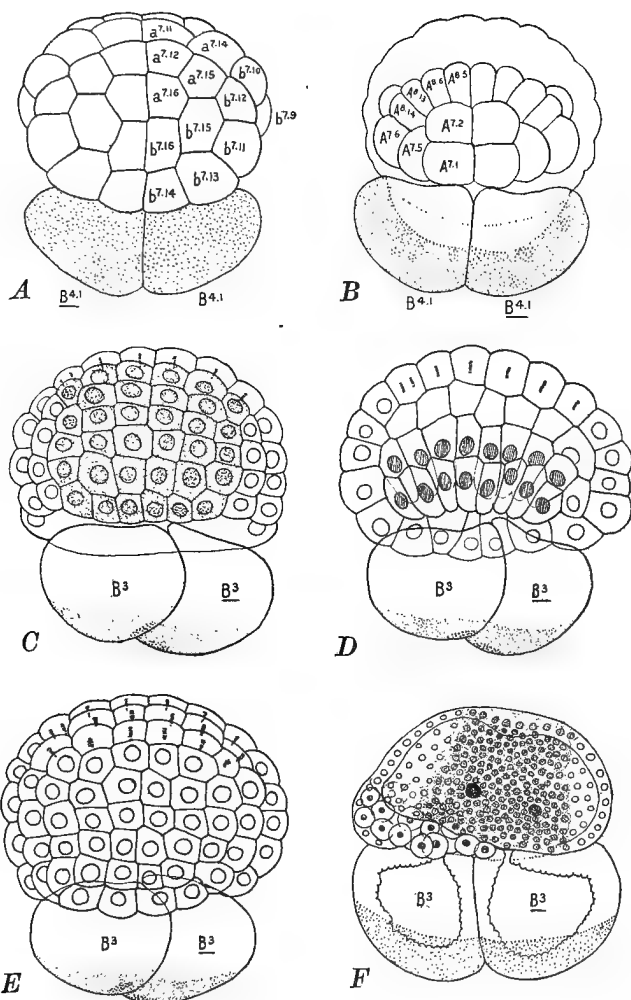 a7.11
a7.12
a7.14
a7.15
a7.16
b7.10
b7.12
b7.9
b7.15
b7.11
b7.16
b7.13
b7.14
A
B4.1
B4.1
A8.6
A8.5
A8.13
A8.14
A7.6
A7.5
A7.2
A7.1
B
B4.1
B4.1
C
B3
B3
D
B3
B3
E
B3
B3
F
B3
B3